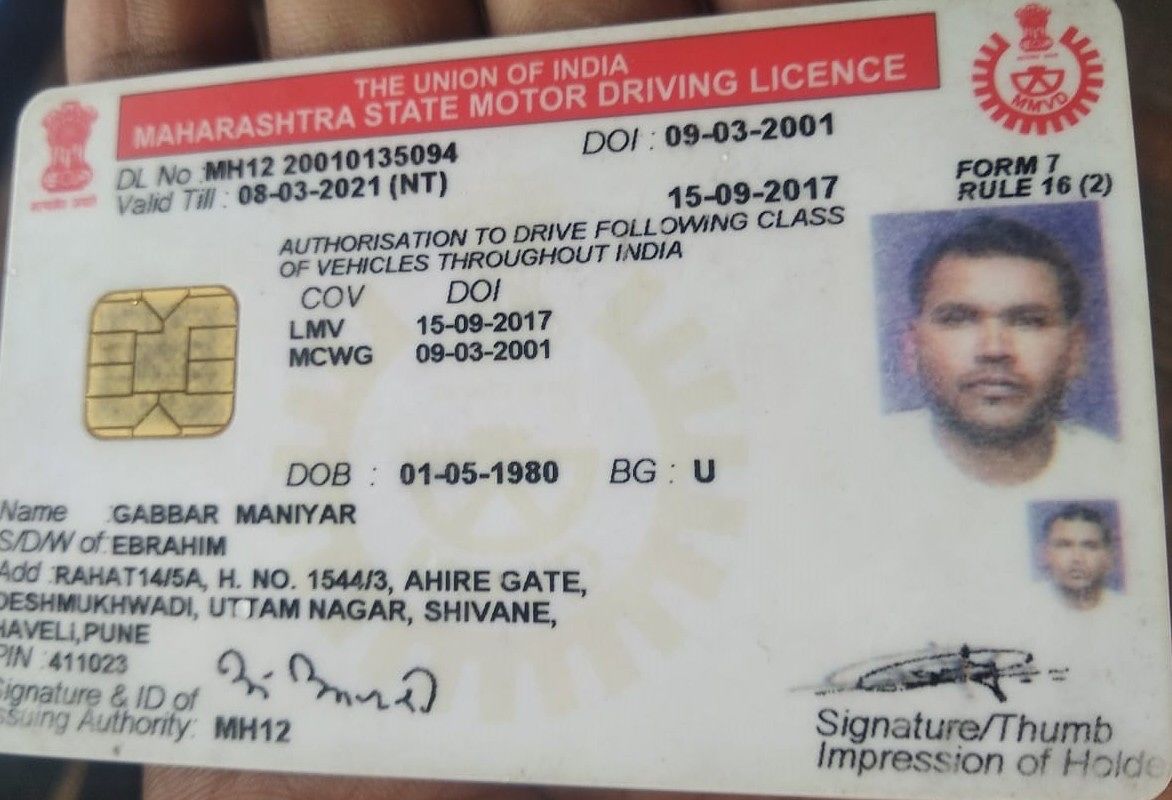 THE UNION OF INDIA
MAHARASHTRA STATE MOTOR DRIVING LICENCE
MMVD
DL No : MH12 20010135094 DOI : 09-03-2001
Valid Till : 08-03-2021 (NT) 15-09-2017
FORM 7
RULE 16 (2)
AUTHORISATION TO DRIVE FOLLOWING CLASS
OF VEHICLES THROUGHOUT INDIA
COV DOI
LMV 15-09-2017
MCWG 09-03-2001
DOB : 01-05-1980 BG : U
Name : GABBAR MANIYAR
S/D/W of : EBRAHIM
Add : RAHAT14/5A, H. NO. 1544/3, AHIRE GATE,
DESHMUKHWADI, UTTAM NAGAR, SHIVANE,
HAVELI,PUNE
PIN : 411023
Signature & ID of
Issuing Authority: MH12
Signature/Thumb
Impression of Holde